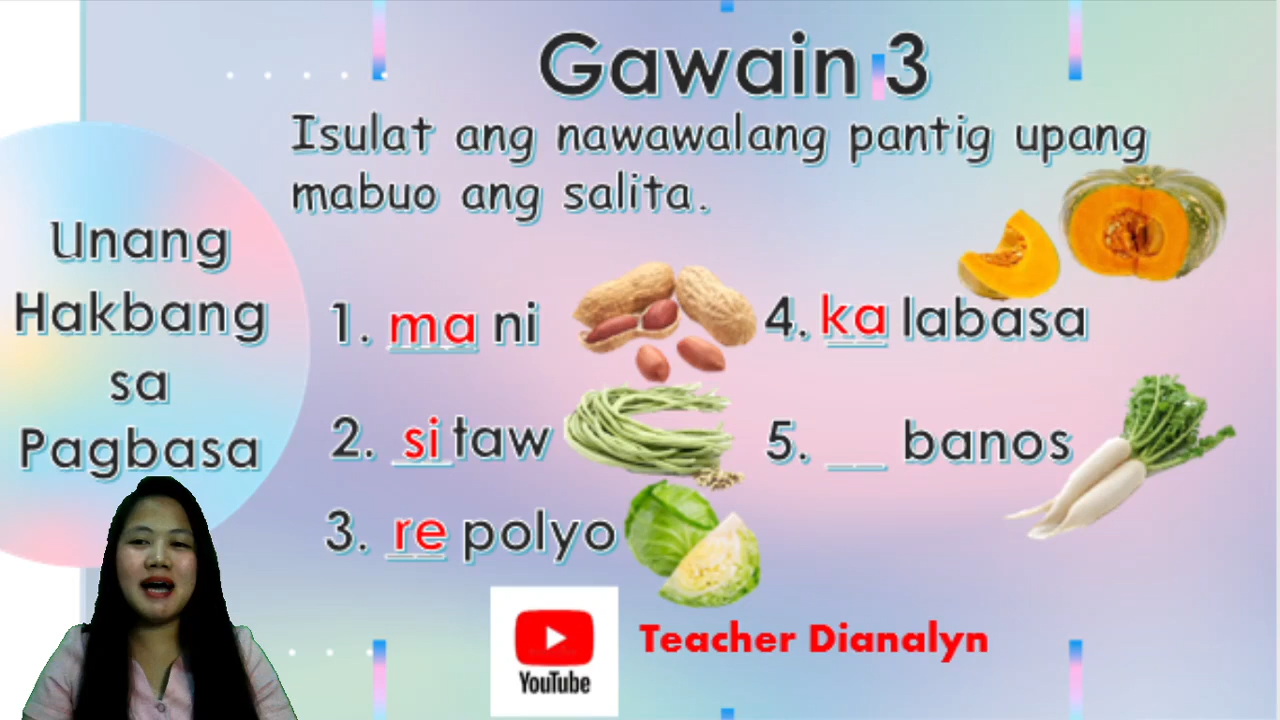 Gawain 3
Isulat ang nawawalang pantig upang
mabuo ang salita.
Unang
Hakbang
sa
Pagbasa
1. ma ni
2. si taw
3. re polyo
4. ka labasa
5. __ banos
YouTube
Teacher Dianalyn